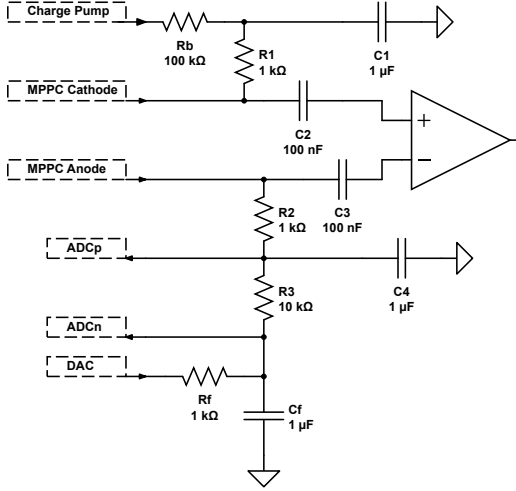 Charge Pump
Rb
100 kΩ
R1
1 kΩ
C1
1 µF
MPPC Cathode
C2
100 nF
+
−
MPPC Anode
R2
1 kΩ
C3
100 nF
ADCp
C4
1 µF
R3
10 kΩ
ADCn
DAC
Rf
1 kΩ
Cf
1 µF